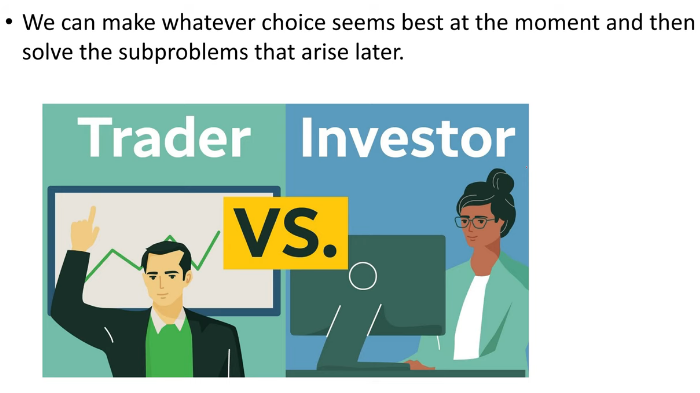 • We can make whatever choice seems best at the moment and then
solve the subproblems that arise later.
Trader
Investor
VS.